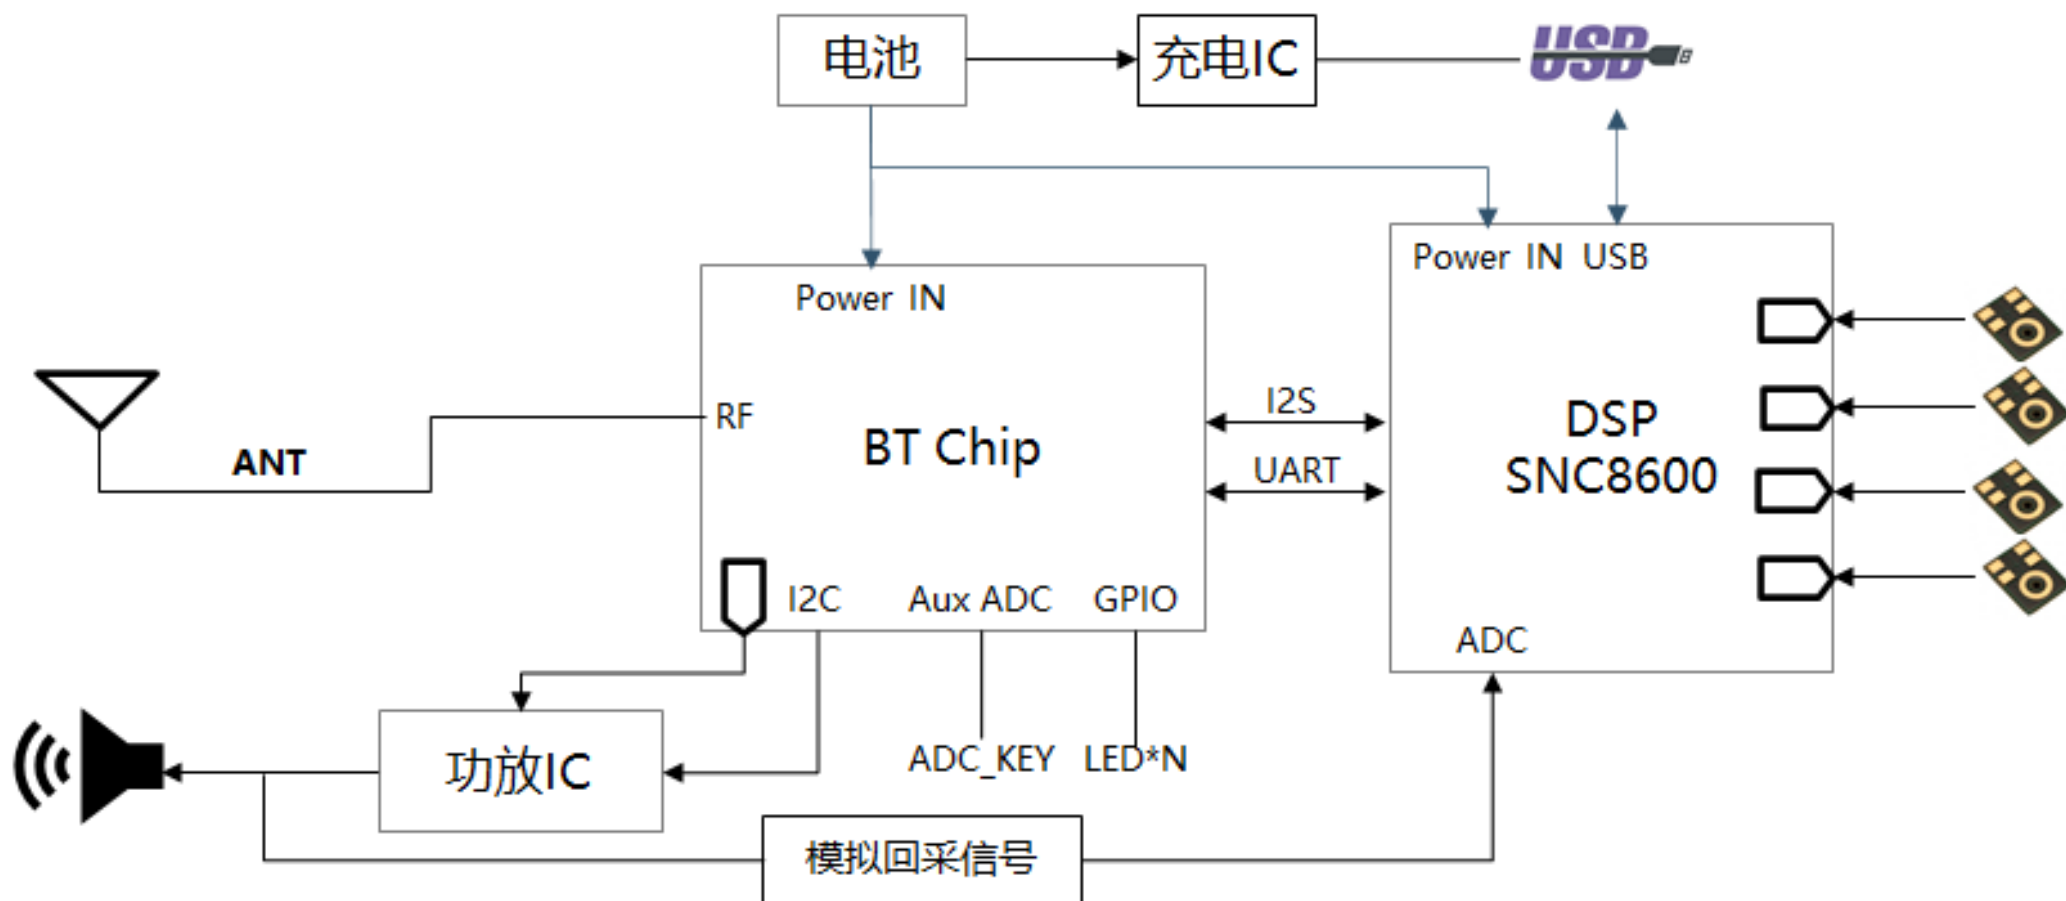 电池
充电IC
USB
Power IN USB
Power IN
RF
ANT
BT Chip
I2S
UART
DSP
SNC8600
I2C
Aux ADC
GPIO
ADC
功放IC
ADC_KEY
LED*N
模拟回采信号